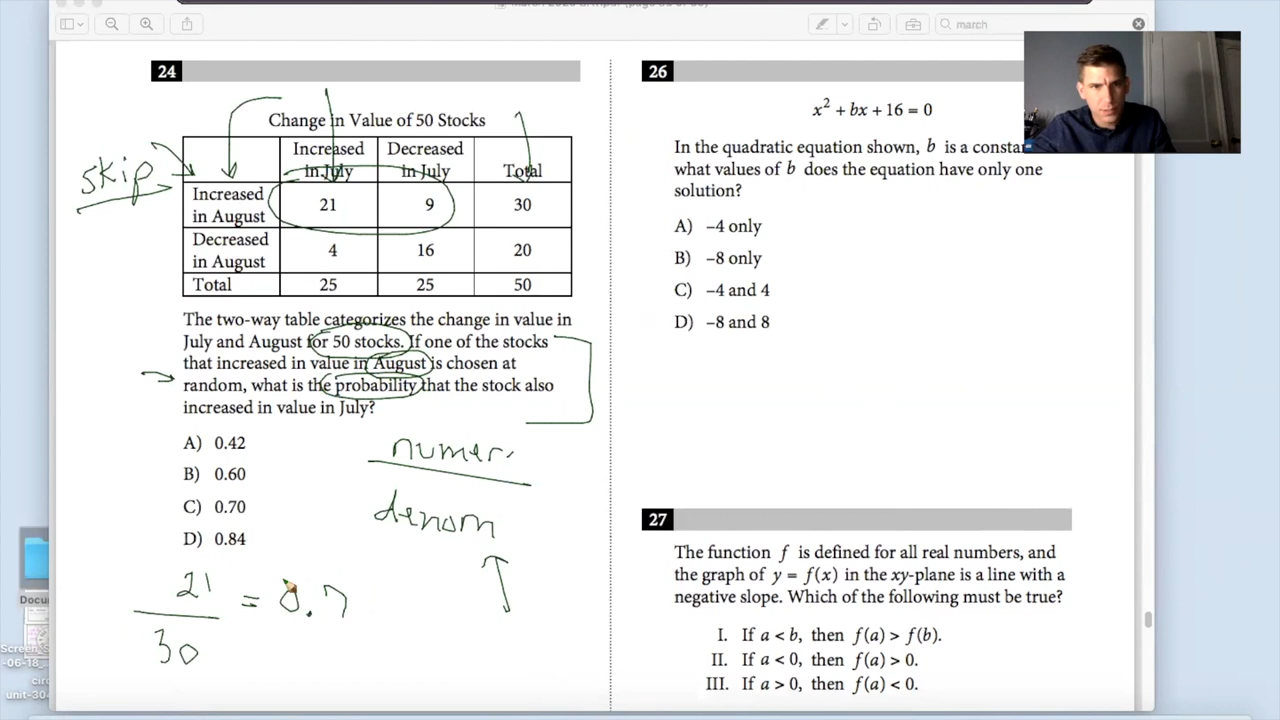 march
24
Change in Value of 50 Stocks
Increased in July Decreased in July Total
Increased in August 21 9 30
Decreased in August 4 16 20
Total 25 25 50
skip
The two-way table categorizes the change in value in
July and August for 50 stocks. If one of the stocks
that increased in value in August is chosen at
random, what is the probability that the stock also
increased in value in July?
A) 0.42
B) 0.60
C) 0.70
D) 0.84
numer.
denom
21
30
= 0.7
26
x² + bx + 16 = 0
In the quadratic equation shown, b is a consta
what values of b does the equation have only one
solution?
A) −4 only
B) −8 only
C) −4 and 4
D) −8 and 8
27
The function f is defined for all real numbers, and
the graph of y = f(x) in the xy-plane is a line with a
negative slope. Which of the following must be true?
I. If a < b, then f(a) > f(b).
II. If a < 0, then f(a) > 0.
III. If a > 0, then f(a) < 0.
Docu
Screen S
-06-18_
circ
unit-304